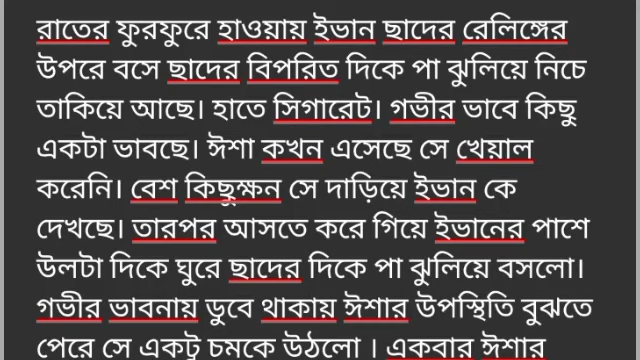 রাতের ফুরফুরে হাওয়ায় ইভান ছাদের রেলিঙ্গের
উপরে বসে ছাদের বিপরিত দিকে পা ঝুলিয়ে নিচে
তাকিয়ে আছে। হাতে সিগারেট। গভীর ভাবে কিছু
একটা ভাবছে। ঈশা কখন এসেছে সে খেয়াল
করেনি। বেশ কিছুক্ষন সে দাড়িয়ে ইভান কে
দেখছে। তারপর আসতে করে গিয়ে ইভানের পাশে
উলটা দিকে ঘুরে ছাদের দিকে পা ঝুলিয়ে বসলো।
গভীর ভাবনায় ডুবে থাকায় ঈশার উপস্থিতি বুঝতে
পেরে সে একটু চমকে উঠলো । একবার ঈশার